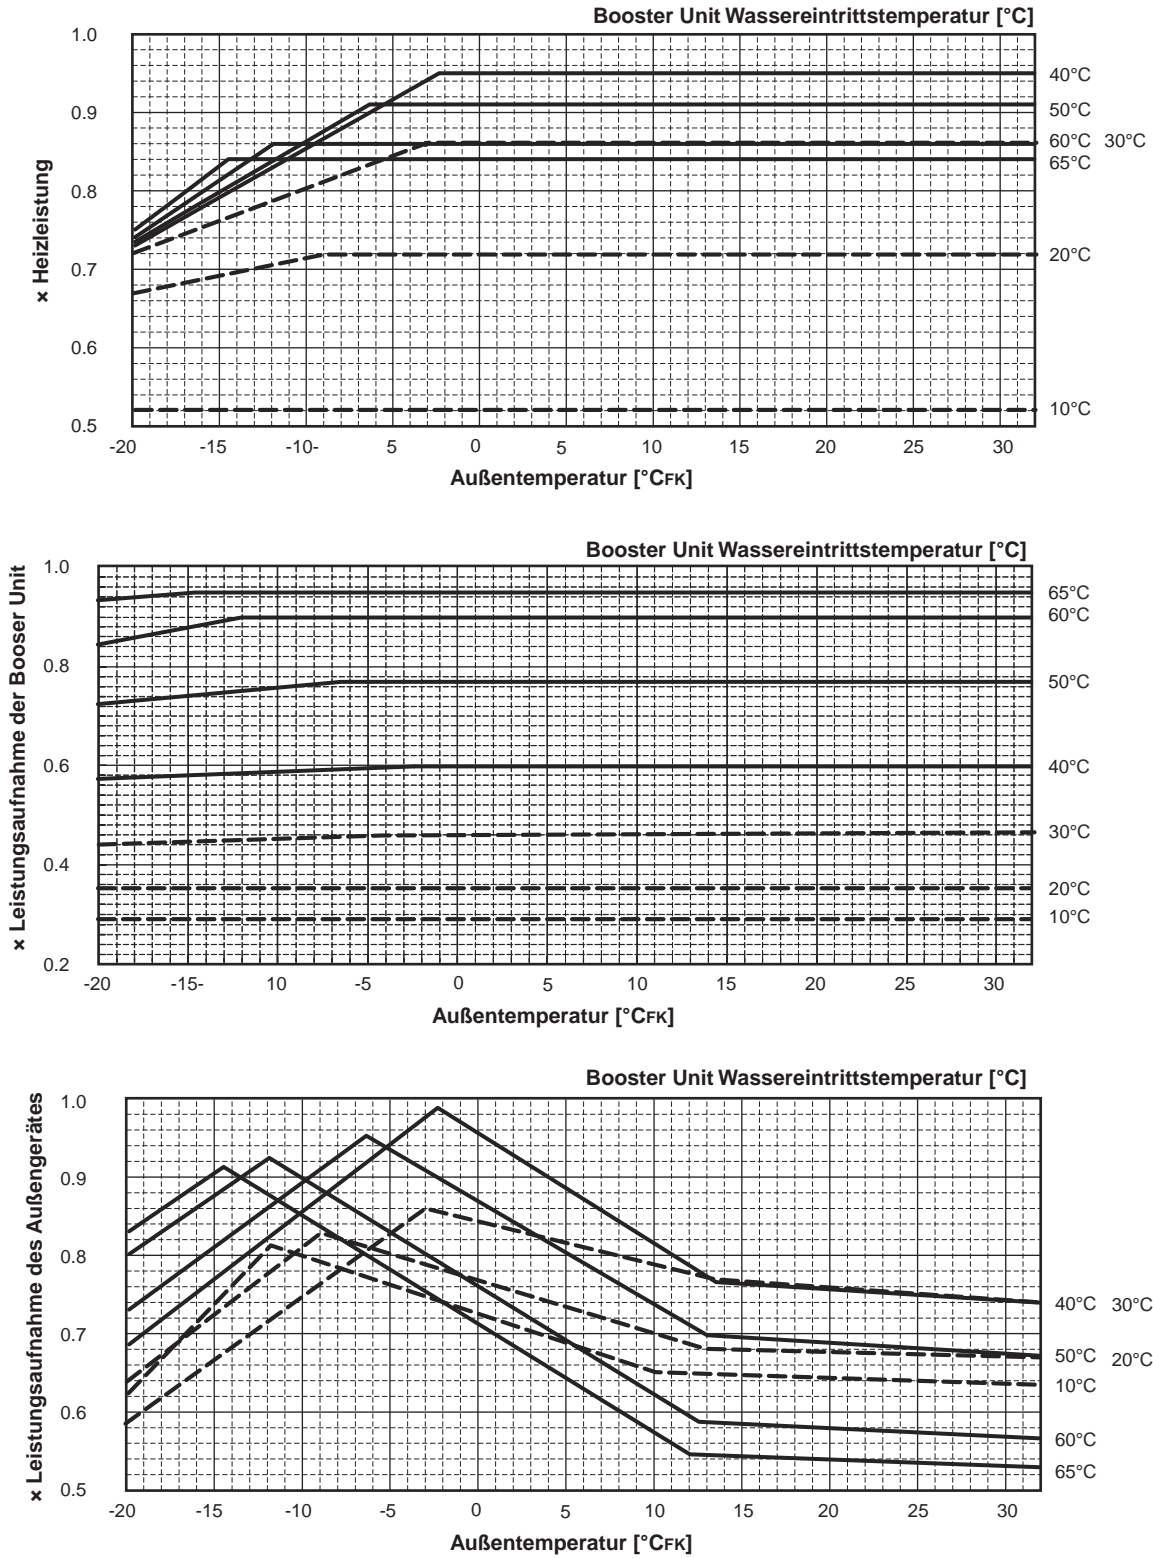 Booster Unit Wassereintrittstemperatur [°C]
1.0
40°C
0.9
50°C
60°C 30°C
65°C
0.8
× Heizleistung
20°C
0.7
0.6
10°C
0.5
-20 -15 -10- 5 0 5 10 15 20 25 30
Außentemperatur [°CFK]
Booster Unit Wassereintrittstemperatur [°C]
1.0
65°C
60°C
0.8
50°C
× Leistungsaufnahme der Booser Unit
0.6 40°C
30°C
0.4
20°C
10°C
0.2
-20 -15- 10 -5 0 5 10 15 20 25 30
Außentemperatur [°CFK]
Booster Unit Wassereintrittstemperatur [°C]
1.0
0.9
0.8
× Leistungsaufnahme des Außengerätes
40°C 30°C
0.7
50°C 20°C
10°C
0.6
60°C
65°C
0.5
-20 -15 -10 -5 0 5 10 15 20 25 30
Außentemperatur [°CFK]